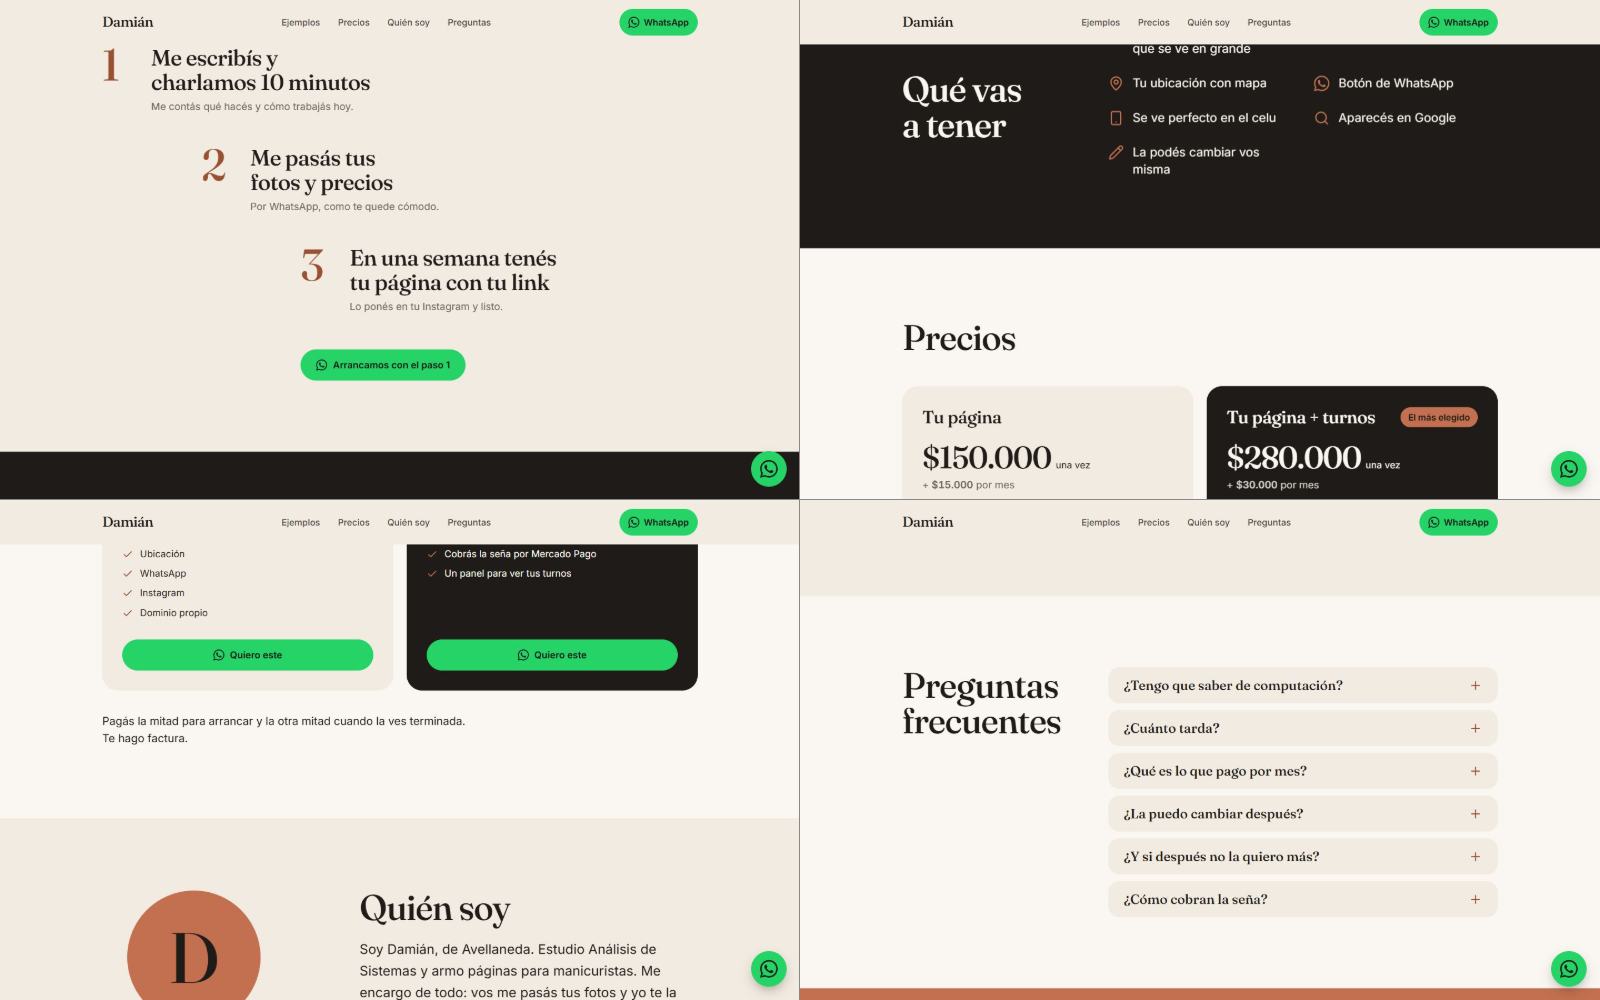 Damián
Ejemplos Precios Quién soy Preguntas
WhatsApp
1
Me escribís y
charlamos 10 minutos
Me contás qué hacés y cómo trabajás hoy.
2
Me pasás tus
fotos y precios
Por WhatsApp, como te quede cómodo.
3
En una semana tenés
tu página con tu link
Lo ponés en tu Instagram y listo.
Arrancamos con el paso 1
Damián
Ejemplos Precios Quién soy Preguntas
WhatsApp
Qué vas
a tener
que se ve en grande
Tu ubicación con mapa
Botón de WhatsApp
Se ve perfecto en el celu
Aparecés en Google
La podés cambiar vos
misma
Precios
Tu página
$150.000 una vez
+ $15.000 por mes
Tu página + turnos
El más elegido
$280.000 una vez
+ $30.000 por mes
Damián
Ejemplos Precios Quién soy Preguntas
WhatsApp
Ubicación
WhatsApp
Instagram
Dominio propio
Quiero este
Cobrás la seña por Mercado Pago
Un panel para ver tus turnos
Quiero este
Pagás la mitad para arrancar y la otra mitad cuando la ves terminada.
Te hago factura.
D
Quién soy
Soy Damián, de Avellaneda. Estudio Análisis de
Sistemas y armo páginas para manicuristas. Me
encargo de todo: vos me pasás tus fotos y yo te la
Damián
Ejemplos Precios Quién soy Preguntas
WhatsApp
Preguntas
frecuentes
¿Tengo que saber de computación?
¿Cuánto tarda?
¿Qué es lo que pago por mes?
¿La puedo cambiar después?
¿Y si después no la quiero más?
¿Cómo cobran la seña?